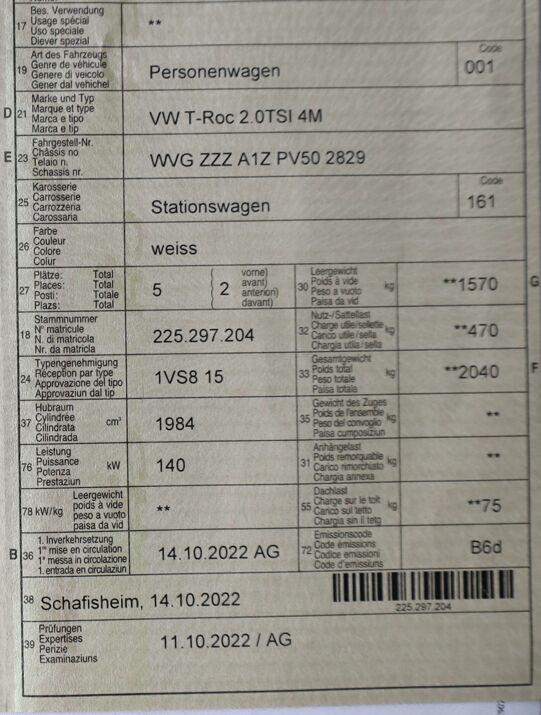 17 Bes. Verwendung
Usage spécial
Uso speciale
Diever spezial
**
19 Art des Fahrzeugs
Genre de véhicule
Genere di veicolo
Gener dal vehichel
Personenwagen
Code
001
D 21 Marke und Typ
Marque et type
Marca e tipo
Marca e tip
VW T-Roc 2.0TSI 4M
E 23 Fahrgestell-Nr.
Châssis no
Telaio n.
Schassis nr.
WVG ZZZ A1Z PV50 2829
25 Karosserie
Carrosserie
Carrozzeria
Carossaria
Stationswagen
Code
161
26 Farbe
Couleur
Colore
Colur
weiss
27 Plätze: Total
Places: Total
Posti: Totale
Plazs: Total
5
2
vorne)
avant)
anterion)
davant)
30 Leergewicht
Poids à vide
Peso a vuoto
Paisa da vid
kg
**1570
G
18 Stammnummer
N° matricule
N. di matricola
Nr. da matricla
225.297.204
32 Nutz-/Sattellast
Charge utile/sellette
Carico utile/sella
Chargia utila/sella
kg
**470
24 Typengenehmigung
Réception par type
Approvazione del tipo
Approvaziun dal tip
1VS8 15
33 Gesamtgewicht
Poids total
Peso totale
Paisa totala
kg
**2040
F
37 Hubraum
Cylindrée
Cilindrata
Cilindrada
cm³
1984
35 Gewicht des Zuges
Poids de l'ensemble
Peso del convoglio
Paisa cumposiziun
kg
**
76 Leistung
Puissance
Potenza
Prestaziun
kW
140
31 Anhängelast
Poids remorquable
Carico rimorchiato
Chargia annexa
kg
**
78 kW/kg
Leergewicht
poids à vide
peso a vuoto
paisa da vid
**
55 Dachlast
Charge sur le toit
Carico sul tetto
Chargia sin il tetg
kg
**75
B 36 1. Inverkehrsetzung
1re mise en circulation
1a messa in circolazione
1. entrada en circulaziun
14.10.2022 AG
72 Emissionscode
Code émissions
Codice emissioni
Code d'emissiuns
B6d
38 Schafisheim, 14.10.2022
225.297.204
39 Prüfungen
Expertises
Perizie
Examinaziuns
11.10.2022 / AG